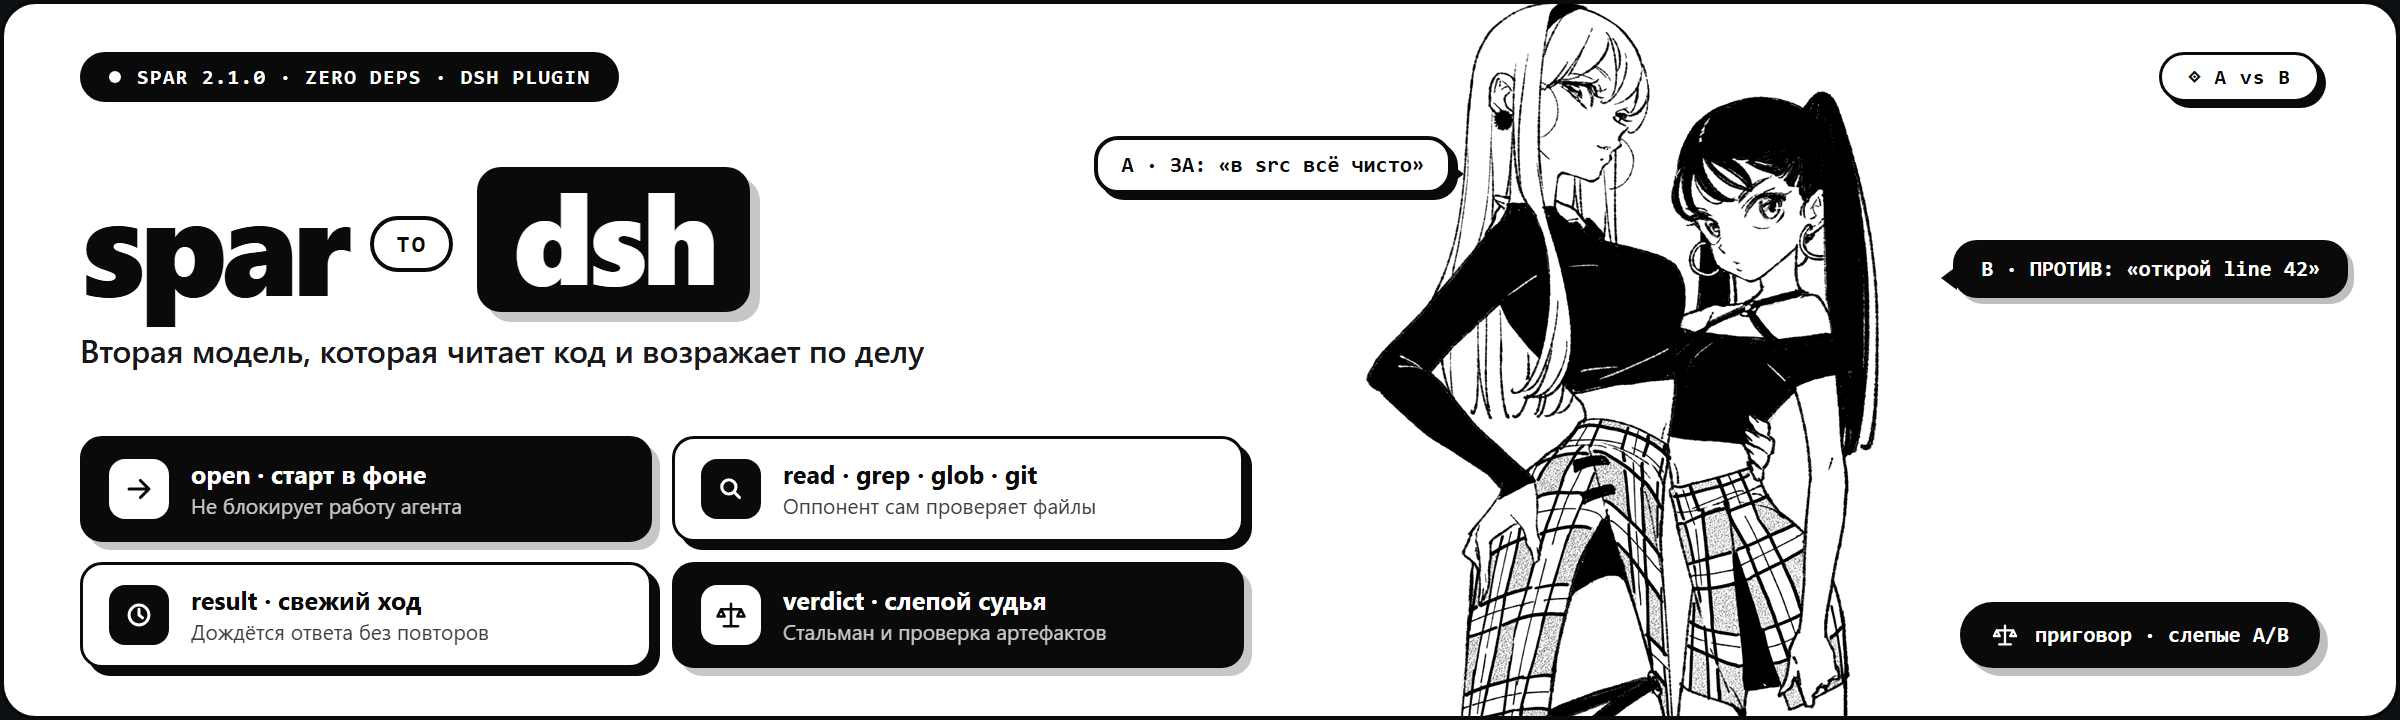 SPAR 2.1.0 · ZERO DEPS · DSH PLUGIN
A vs B
A · ЗА: «в src всё чисто»
spar TO dsh
B · ПРОТИВ: «открой line 42»
Вторая модель, которая читает код и возражает по делу
open · старт в фоне
Не блокирует работу агента
read · grep · glob · git
Оппонент сам проверяет файлы
result · свежий ход
Дождётся ответа без повторов
verdict · слепой судья
Стальман и проверка артефактов
приговор · слепые A/B